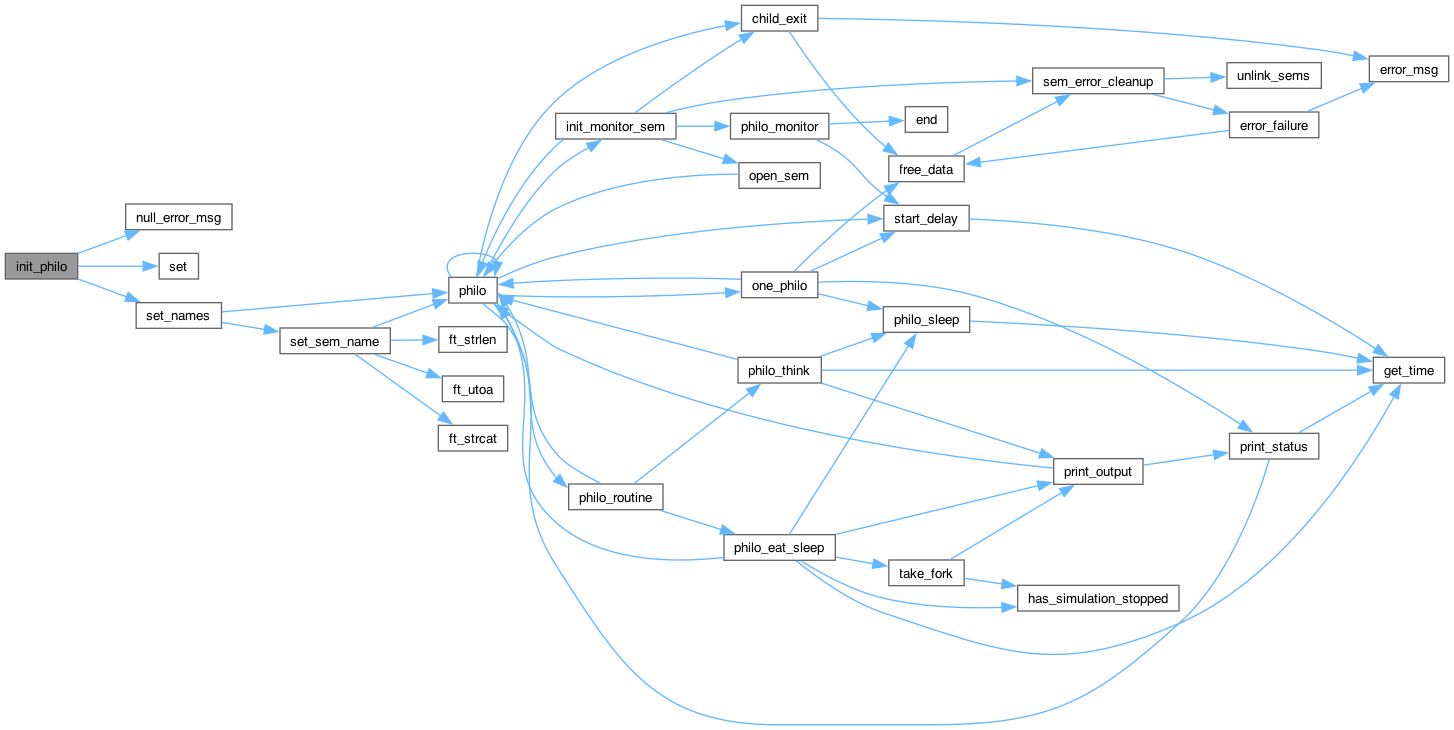 child_exit
error_msg
sem_error_cleanup
unlink_sems
init_monitor_sem
philo_monitor
end
error_failure
open_sem
free_data
null_error_msg
start_delay
init_philo
set
philo
one_philo
set_names
philo_sleep
set_sem_name
ft_strlen
philo_think
get_time
ft_utoa
ft_strcat
print_status
print_output
philo_routine
philo_eat_sleep
take_fork
has_simulation_stopped